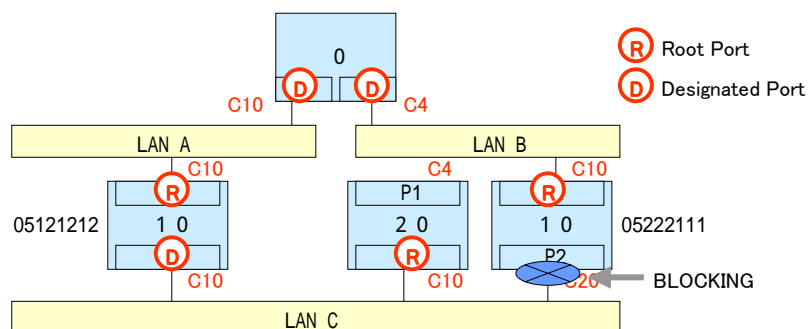 0
R Root Port
D D
D Designated Port
C10 C4
LAN A LAN B
C10 C4 C10
R P1 R
05121212 1 0 2 0 1 0 05222111
D R P2
C10 C10 C20 BLOCKING
LAN C